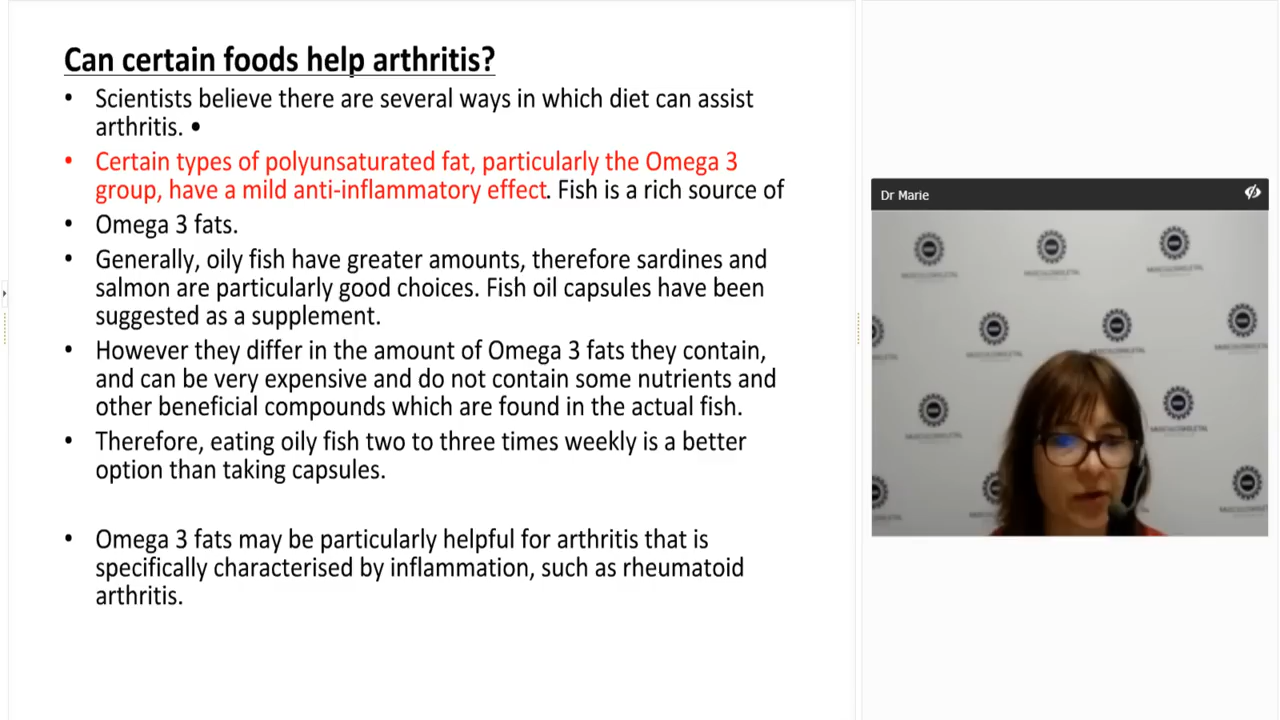 Can certain foods help arthritis?
• Scientists believe there are several ways in which diet can assist
arthritis. •
• Certain types of polyunsaturated fat, particularly the Omega 3
group, have a mild anti-inflammatory effect. Fish is a rich source of
• Omega 3 fats.
• Generally, oily fish have greater amounts, therefore sardines and
salmon are particularly good choices. Fish oil capsules have been
suggested as a supplement.
• However they differ in the amount of Omega 3 fats they contain,
and can be very expensive and do not contain some nutrients and
other beneficial compounds which are found in the actual fish.
• Therefore, eating oily fish two to three times weekly is a better
option than taking capsules.
• Omega 3 fats may be particularly helpful for arthritis that is
specifically characterised by inflammation, such as rheumatoid
arthritis.
Dr Marie